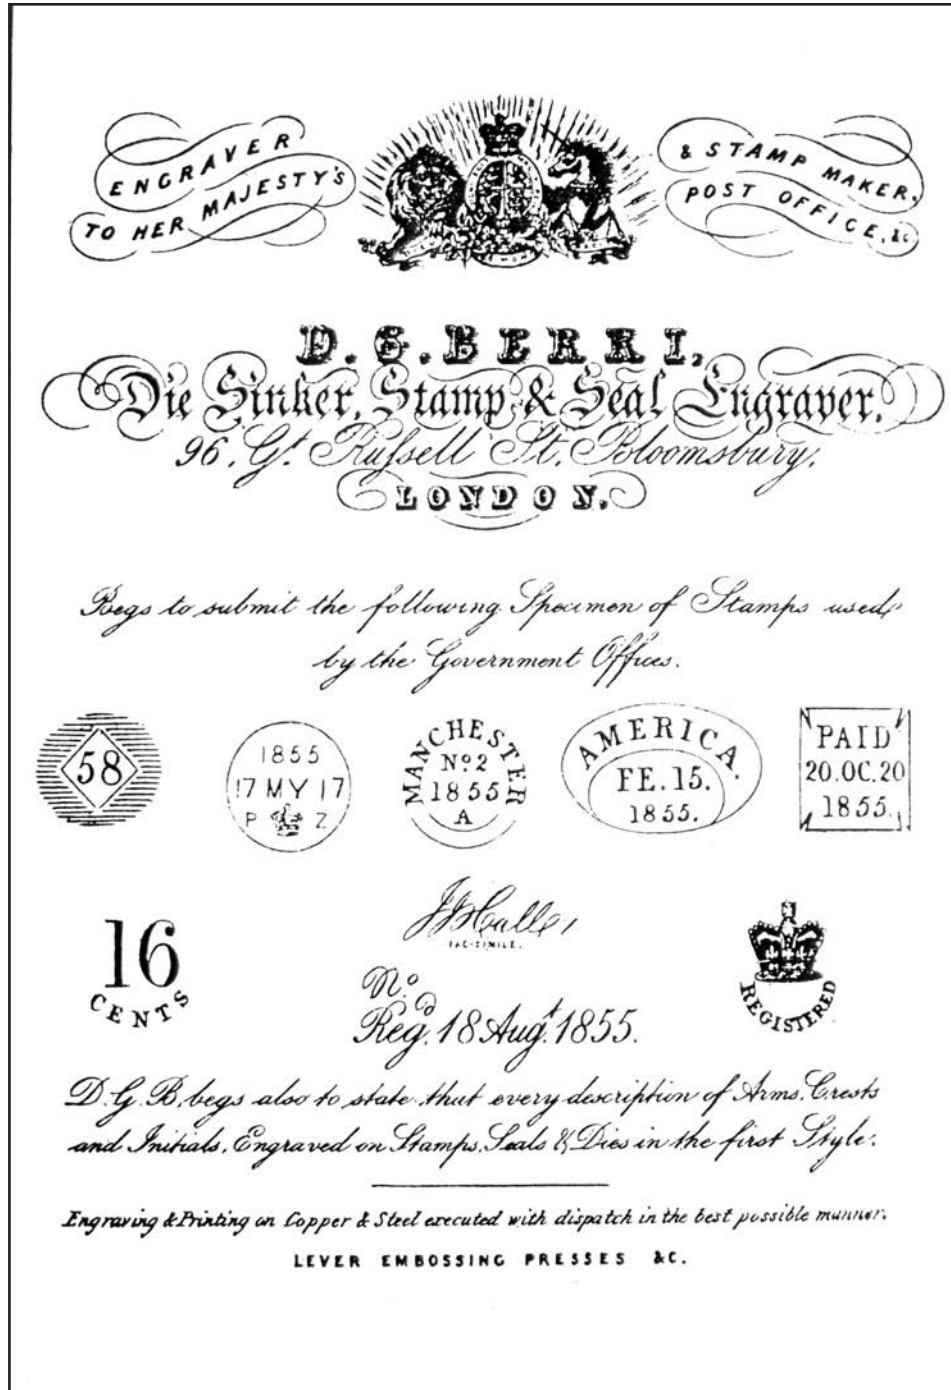 ENGRAVER
TO HER MAJESTY'S
& STAMP MAKER,
POST OFFICE, &c
D. G. BERRI,
Die Sinker, Stamp & Seal Engraver,
96, Gt. Russell St. Bloomsbury,
LONDON.
Begs to submit the following Specimen of Stamps used
by the Government Offices.
58
1855
17 MY 17
P Z
MANCHESTER
No. 2
1855
A
AMERICA.
FE. 15.
1855.
PAID
20. OC. 20
1855.
16
CENTS
FAC-SIMILE.
No.
Regd. 18 Augt. 1855.
REGISTERED
D. G. B. begs also to state that every description of Arms, Crests
and Initials, Engraved on Stamps, Seals & Dies in the first Style.
Engraving & Printing on Copper & Steel executed with dispatch in the best possible manner.
LEVER EMBOSSING PRESSES &C.